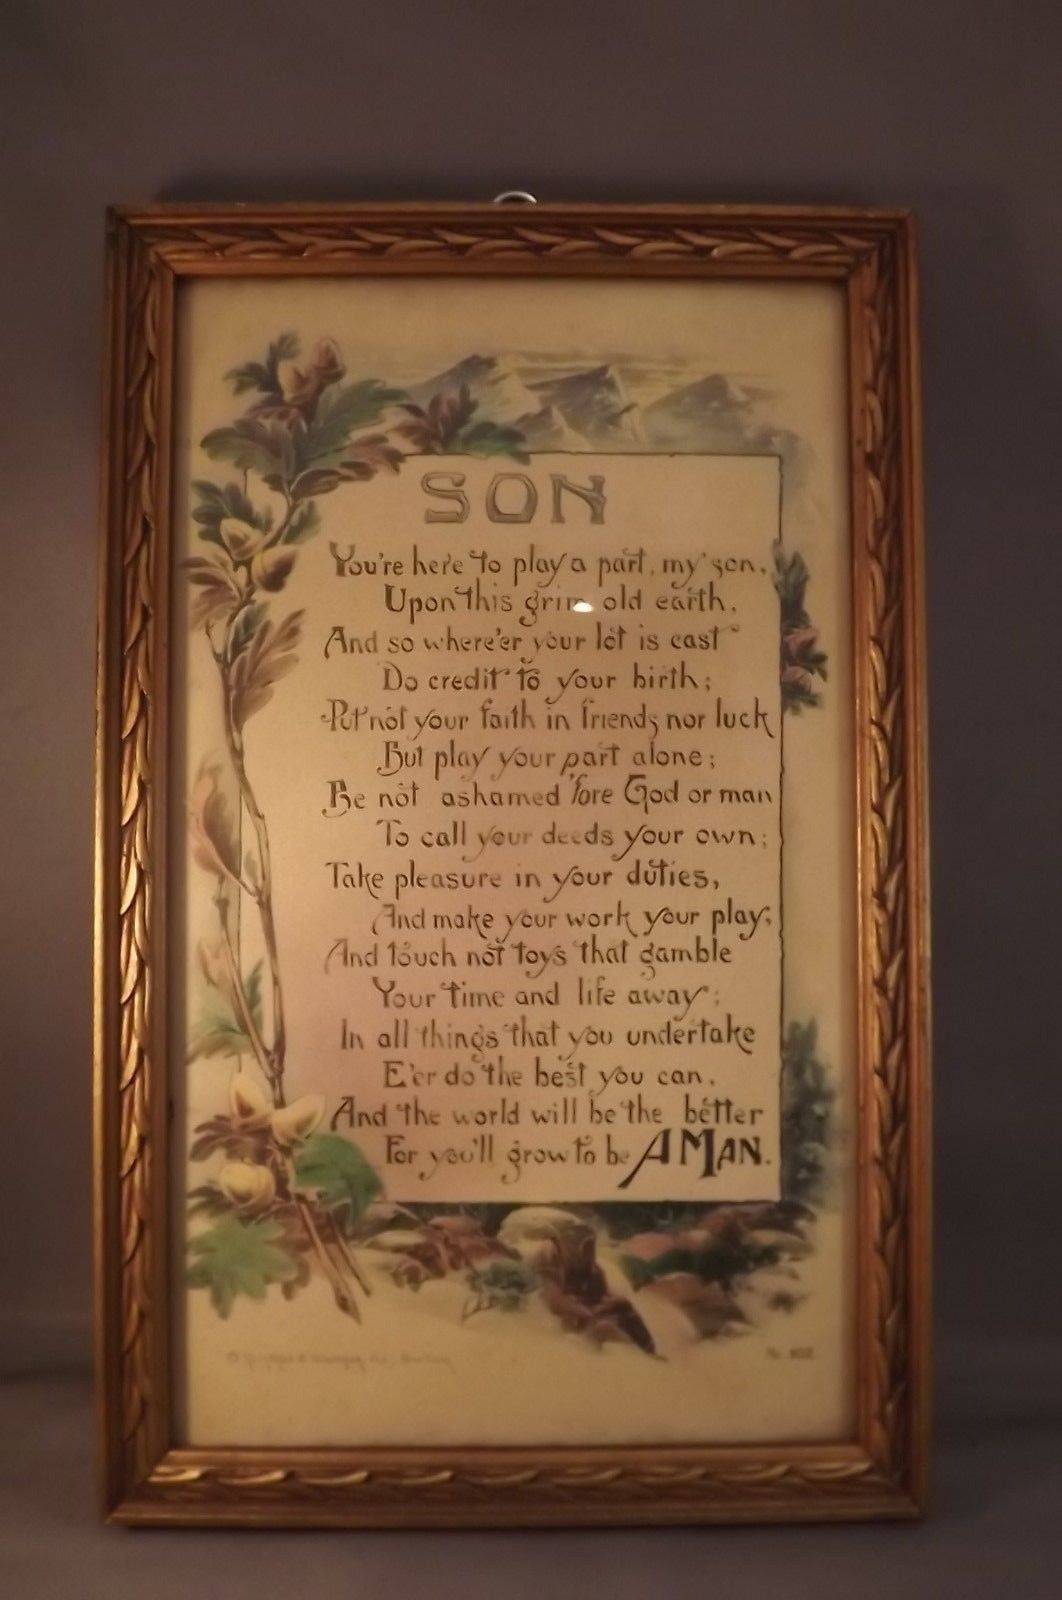 SON
You're here to play a part, my son,
Upon this grim old earth,
And so where'er your lot is cast
Do credit to your birth;
Put not your faith in friends nor luck
But play your part alone;
Be not ashamed 'fore God or man
To call your deeds your own;
Take pleasure in your duties,
And make your work your play;
And touch not toys that gamble
Your time and life away;
In all things that you undertake
E'er do the best you can,
And the world will be the better
For you'll grow to be A MAN.